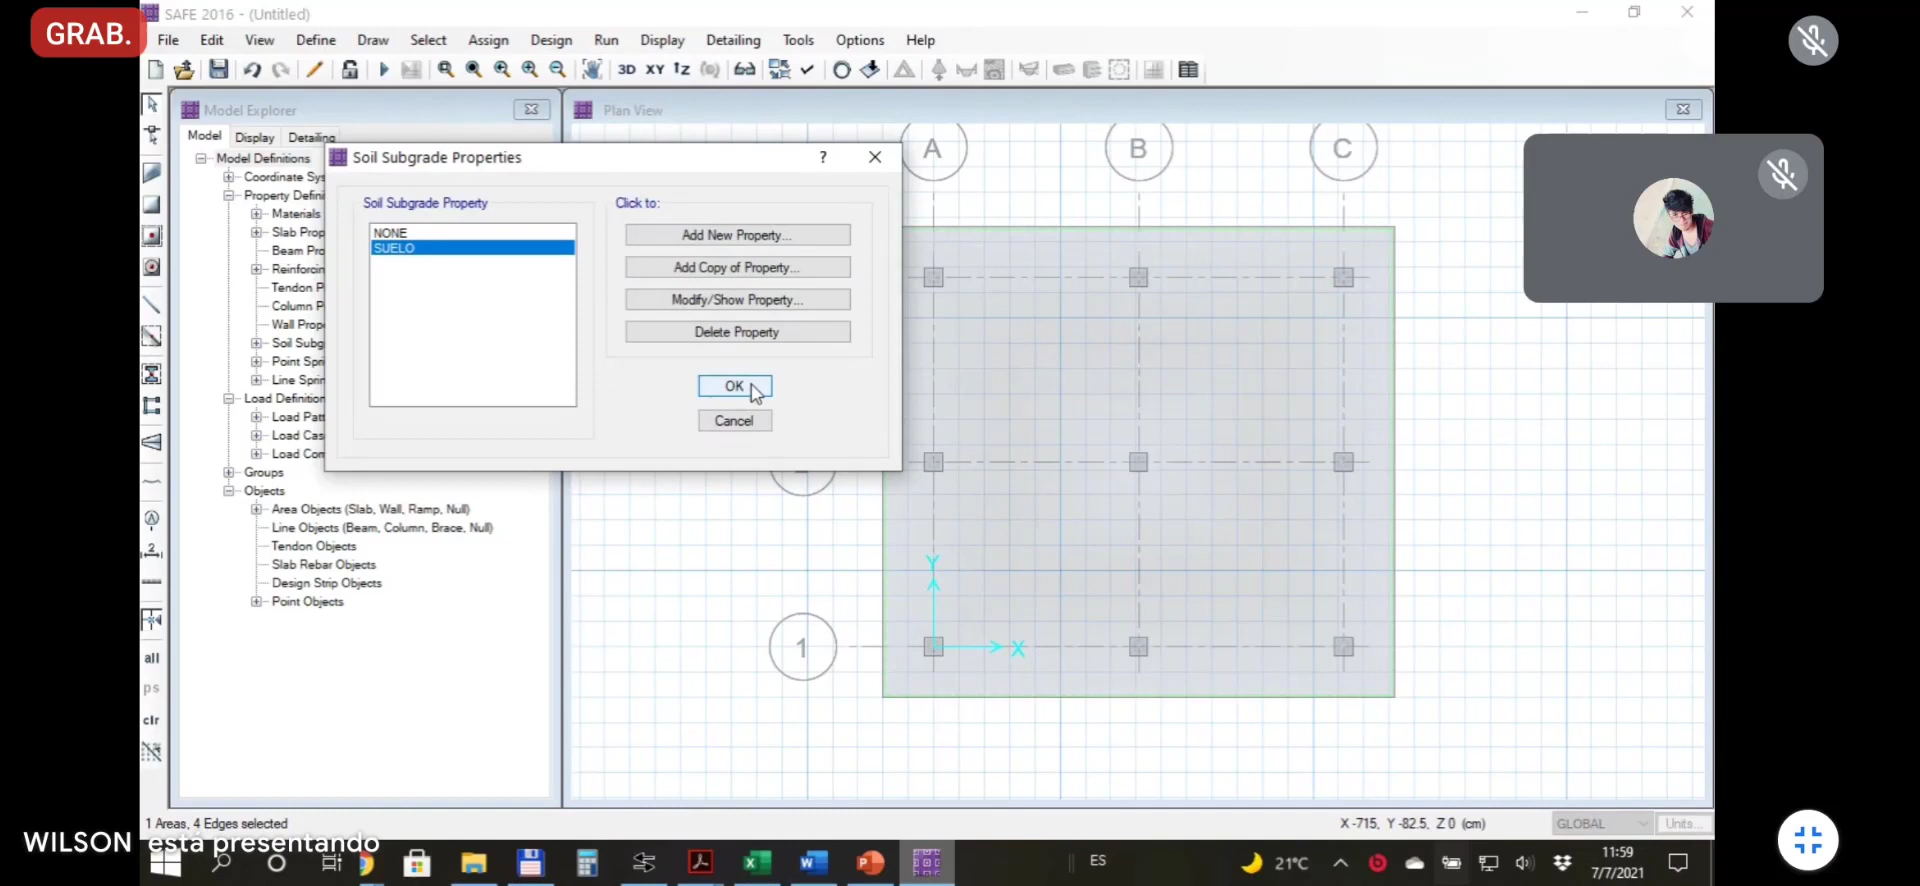 GRAB.
SAFE 2016 - (Untitled)
File Edit View Define Draw Select Assign Design Run Display Detailing Tools Options Help
3D XY
Model Explorer
Plan View
Model Display Detailing
Model Definitions
Coordinate Sys
Property Defini
Materials
Slab Prop
Beam Pro
Reinforcin
Tendon P
Column P
Wall Prope
Soil Subg
Point Spri
Line Sprin
Load Definition
Load Patt
Load Cas
Load Com
Groups
Objects
Area Objects (Slab, Wall, Ramp, Null)
Line Objects (Beam, Column, Brace, Null)
Tendon Objects
Slab Rebar Objects
Design Strip Objects
Point Objects
Soil Subgrade Properties
?
Soil Subgrade Property
NONE
SUELO
Click to:
Add New Property...
Add Copy of Property...
Modify/Show Property...
Delete Property
OK
Cancel
A B C
Y
1
X
all
ps
clr
1 Areas, 4 Edges selected
X -715, Y -82.5, Z 0 (cm)
GLOBAL
Units...
WILSON está presentando
ES
21°C
11:59
7/7/2021